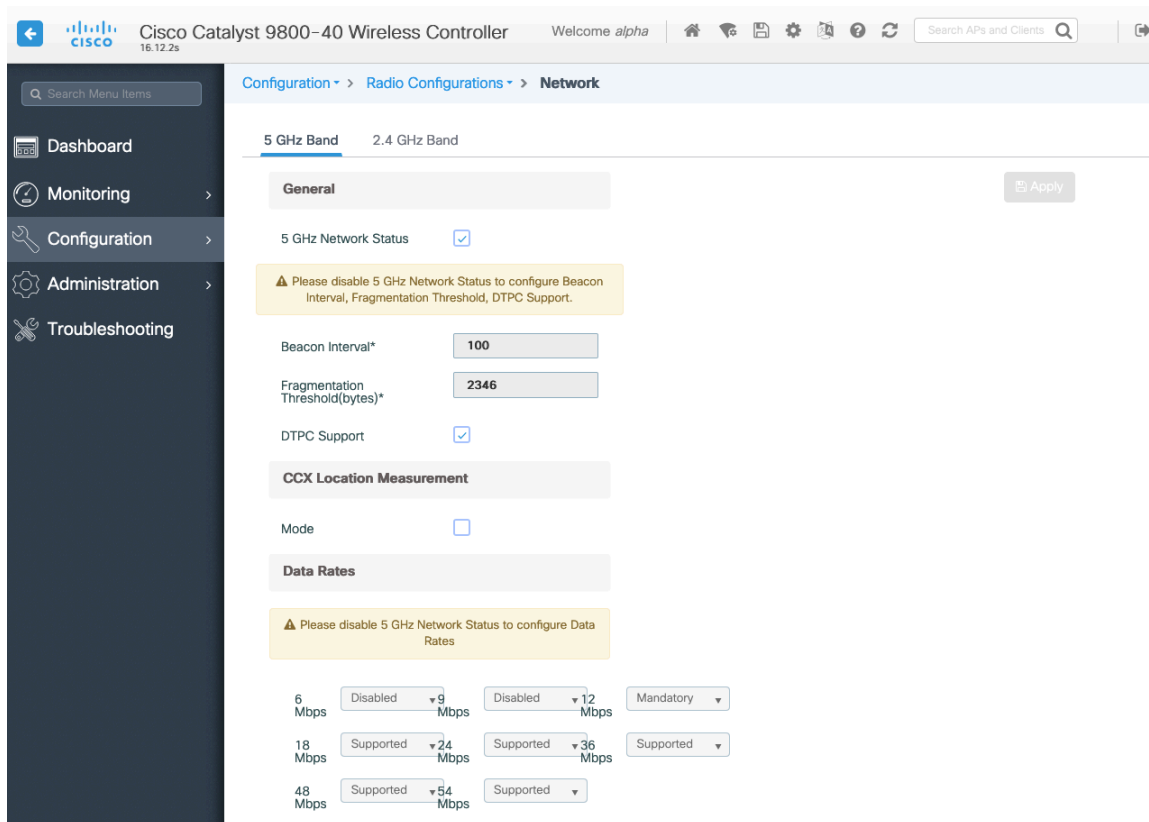 CISCO
Cisco Catalyst 9800-40 Wireless Controller
16.12.2s
Welcome alpha
Search APs and Clients
Search Menu Items
Dashboard
Monitoring
Configuration
Administration
Troubleshooting
Configuration > Radio Configurations > Network
5 GHz Band 2.4 GHz Band
General
Apply
5 GHz Network Status
Please disable 5 GHz Network Status to configure Beacon
Interval, Fragmentation Threshold, DTPC Support.
Beacon Interval* 100
Fragmentation
Threshold(bytes)* 2346
DTPC Support
CCX Location Measurement
Mode
Data Rates
Please disable 5 GHz Network Status to configure Data
Rates
6 Mbps Disabled 9 Mbps Disabled 12 Mbps Mandatory
18 Mbps Supported 24 Mbps Supported 36 Mbps Supported
48 Mbps Supported 54 Mbps Supported